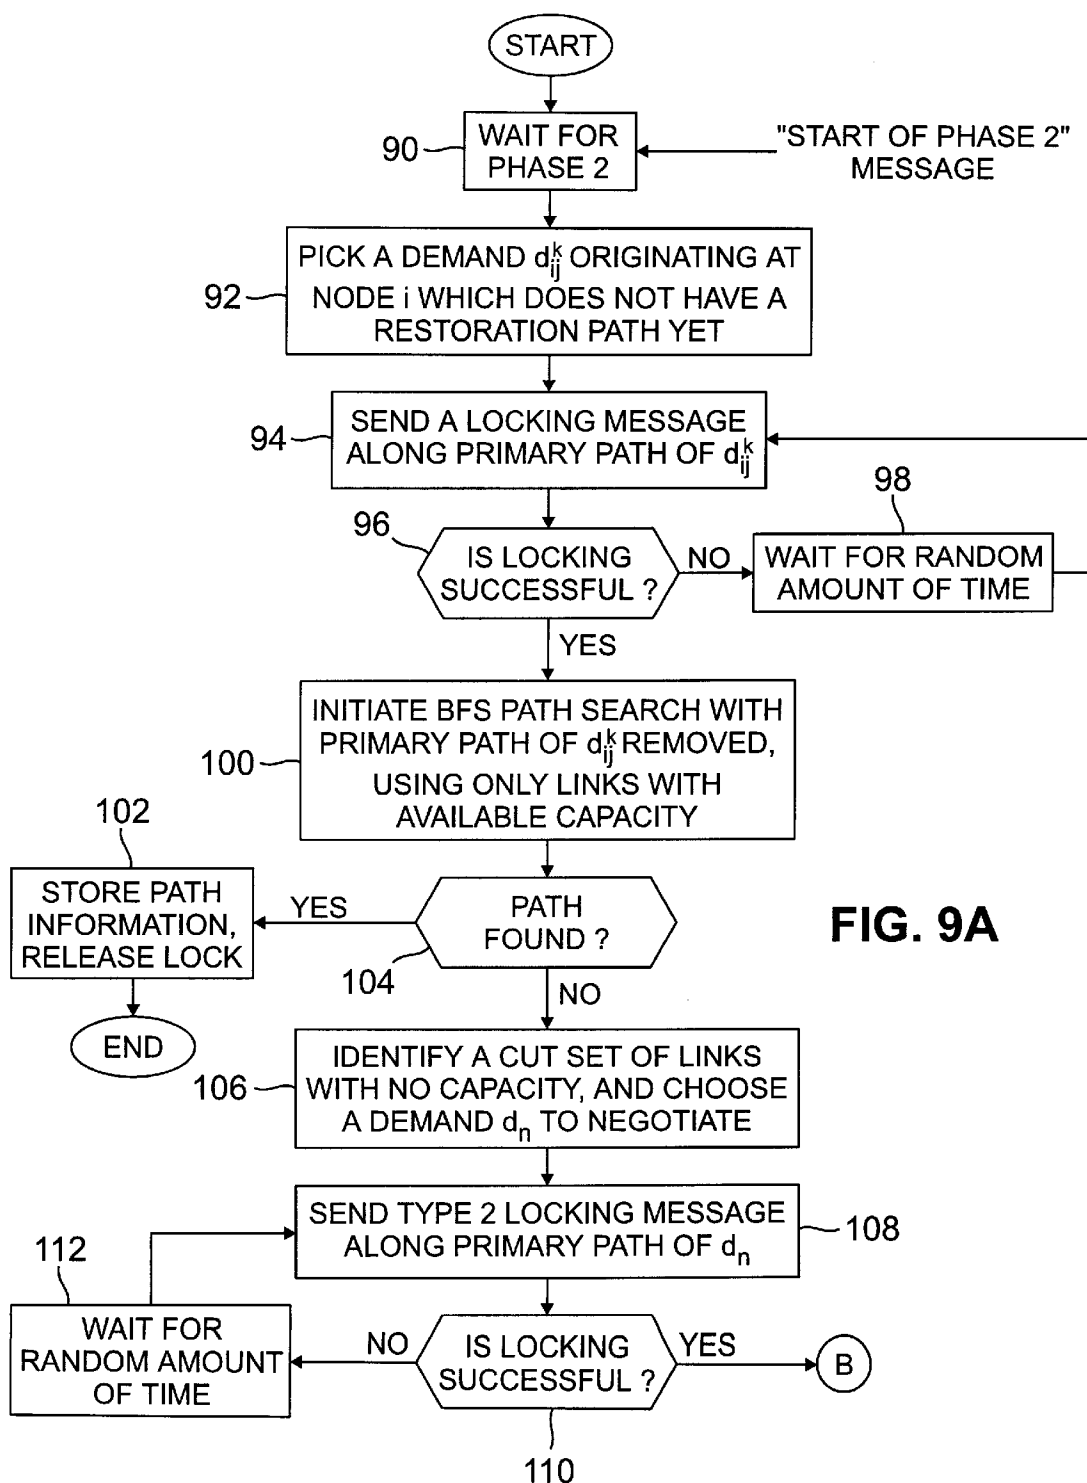 START
90
WAIT FOR
PHASE 2
"START OF PHASE 2"
MESSAGE
92
PICK A DEMAND d_{ij}^{k} ORIGINATING AT
NODE i WHICH DOES NOT HAVE A
RESTORATION PATH YET
94
SEND A LOCKING MESSAGE
ALONG PRIMARY PATH OF d_{ij}^{k}
96
IS LOCKING
SUCCESSFUL ?
NO
98
WAIT FOR RANDOM
AMOUNT OF TIME
YES
100
INITIATE BFS PATH SEARCH WITH
PRIMARY PATH OF d_{ij}^{k} REMOVED,
USING ONLY LINKS WITH
AVAILABLE CAPACITY
102
STORE PATH
INFORMATION,
RELEASE LOCK
YES
PATH
FOUND ?
104
FIG. 9A
NO
END
106
IDENTIFY A CUT SET OF LINKS
WITH NO CAPACITY, AND CHOOSE
A DEMAND d_n TO NEGOTIATE
SEND TYPE 2 LOCKING MESSAGE
ALONG PRIMARY PATH OF d_n
108
112
WAIT FOR
RANDOM AMOUNT
OF TIME
NO
IS LOCKING
SUCCESSFUL ?
YES
B
110